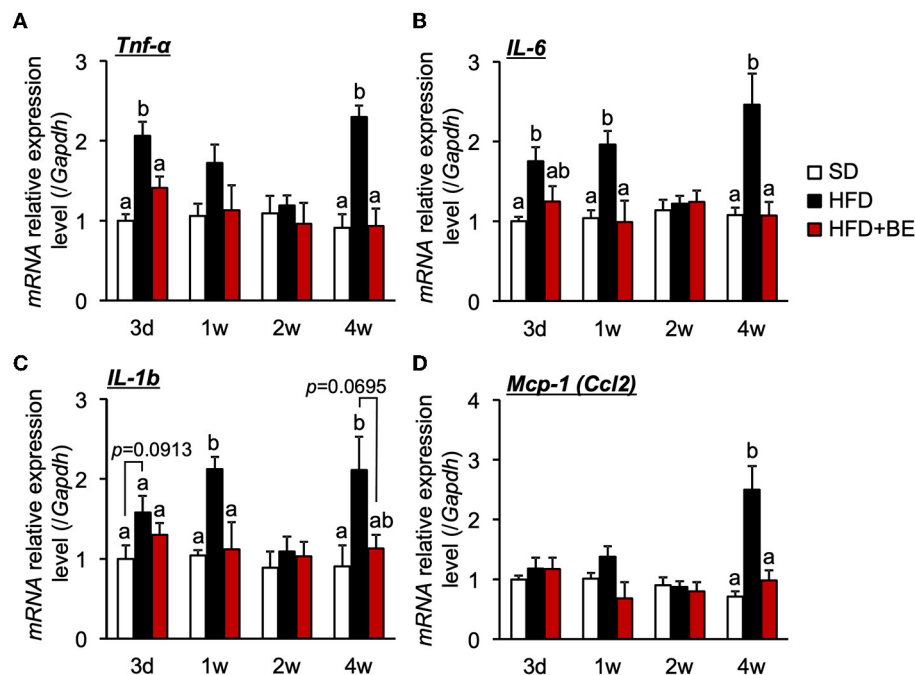 A
Tnf-α
mRNA relative expression
level (/Gapdh)
3
2
1
0
b
a
a
b
a
a
3d
1w
2w
4w
B
IL-6
mRNA relative expression
level (/Gapdh)
3
2
1
0
a
b
ab
a
b
a
a
b
a
3d
1w
2w
4w
SD
HFD
HFD+BE
C
IL-1b
mRNA relative expression
level (/Gapdh)
3
2
1
0
p=0.0913
p=0.0695
a
a
a
a
b
a
a
b
ab
3d
1w
2w
4w
D
Mcp-1 (Ccl2)
mRNA relative expression
level (/Gapdh)
4
3
2
1
0
a
b
a
3d
1w
2w
4w